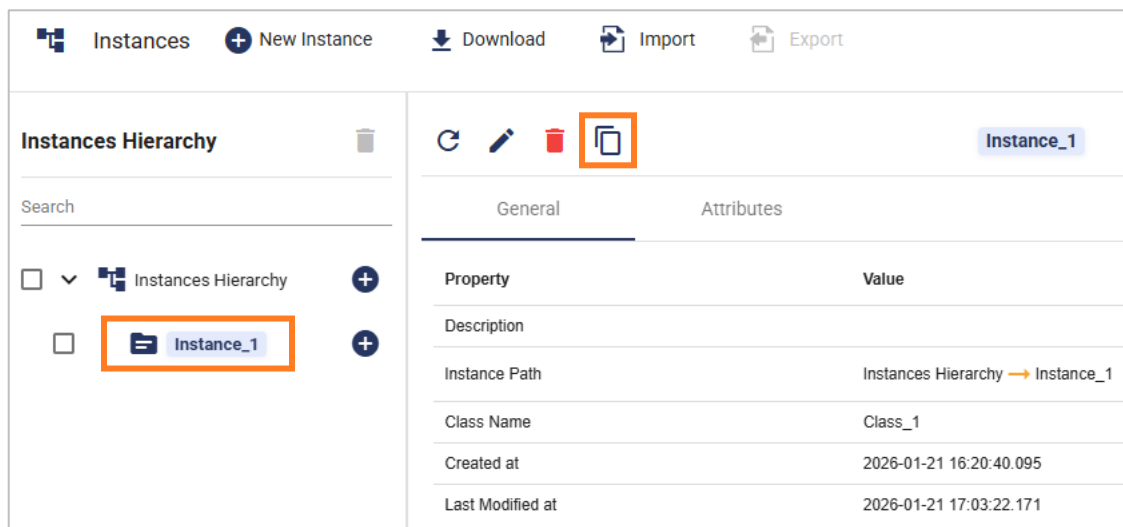 Instances New Instance Download Import Export
Instances Hierarchy
Instance_1
Search
General Attributes
Instances Hierarchy
Instance_1
Property Value
Description
Instance Path Instances Hierarchy → Instance_1
Class Name Class_1
Created at 2026-01-21 16:20:40.095
Last Modified at 2026-01-21 17:03:22.171